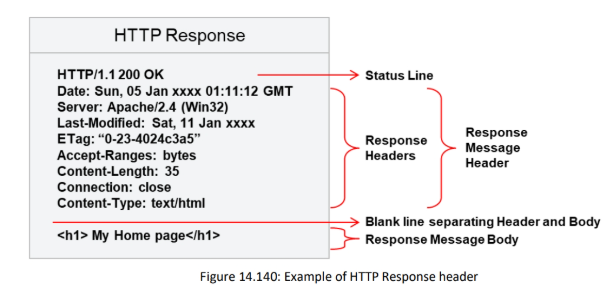 HTTP Response
HTTP/1.1 200 OK
Status Line
Date: Sun, 05 Jan xxxx 01:11:12 GMT
Server: Apache/2.4 (Win32)
Last-Modified: Sat, 11 Jan xxxx
ETag: “0-23-4024c3a5”
Accept-Ranges: bytes
Content-Length: 35
Connection: close
Content-Type: text/html
Response
Headers
Response
Message
Header
Blank line separating Header and Body
<h1> My Home page</h1>
Response Message Body
Figure 14.140: Example of HTTP Response header